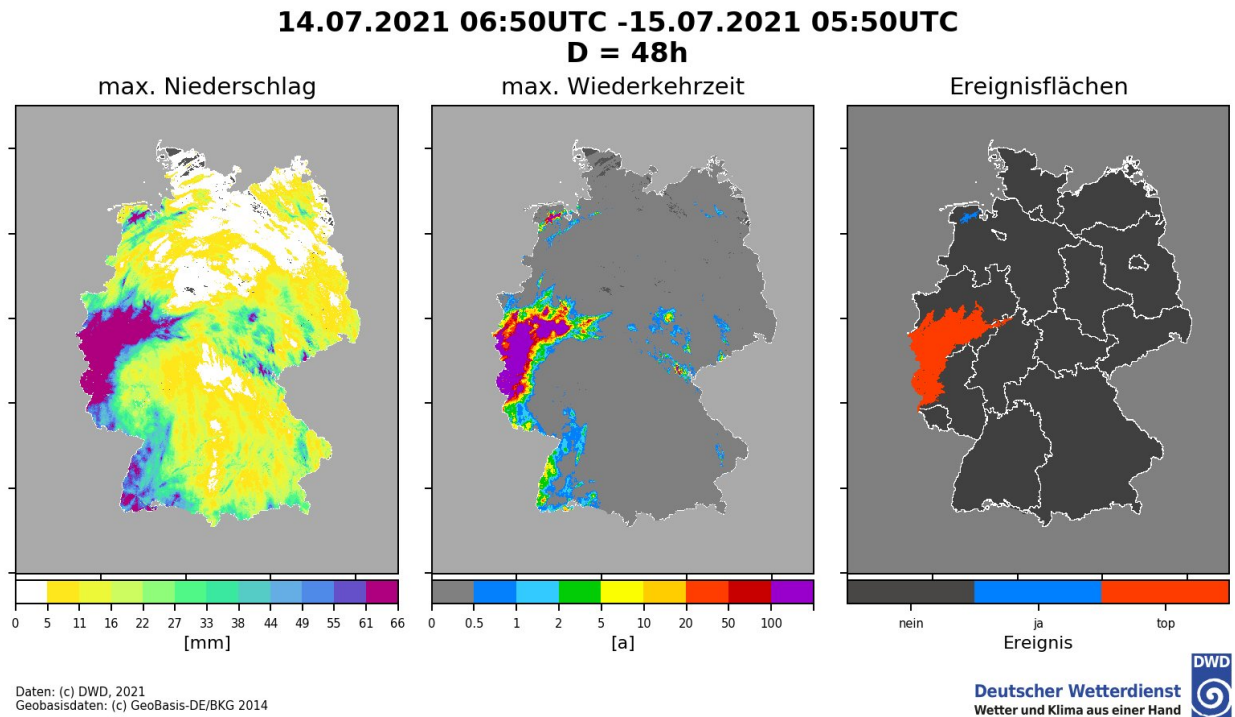 14.07.2021 06:50UTC -15.07.2021 05:50UTC
D = 48h
max. Niederschlag
max. Wiederkehrzeit
Ereignisflächen
0 5 11 16 22 27 33 38 44 49 55 61 66
[mm]
0 0.5 1 2 5 10 20 50 100
[a]
nein ja top
Ereignis
Daten: (c) DWD, 2021
Geobasisdaten: (c) GeoBasis-DE/BKG 2014
Deutscher Wetterdienst
Wetter und Klima aus einer Hand
DWD